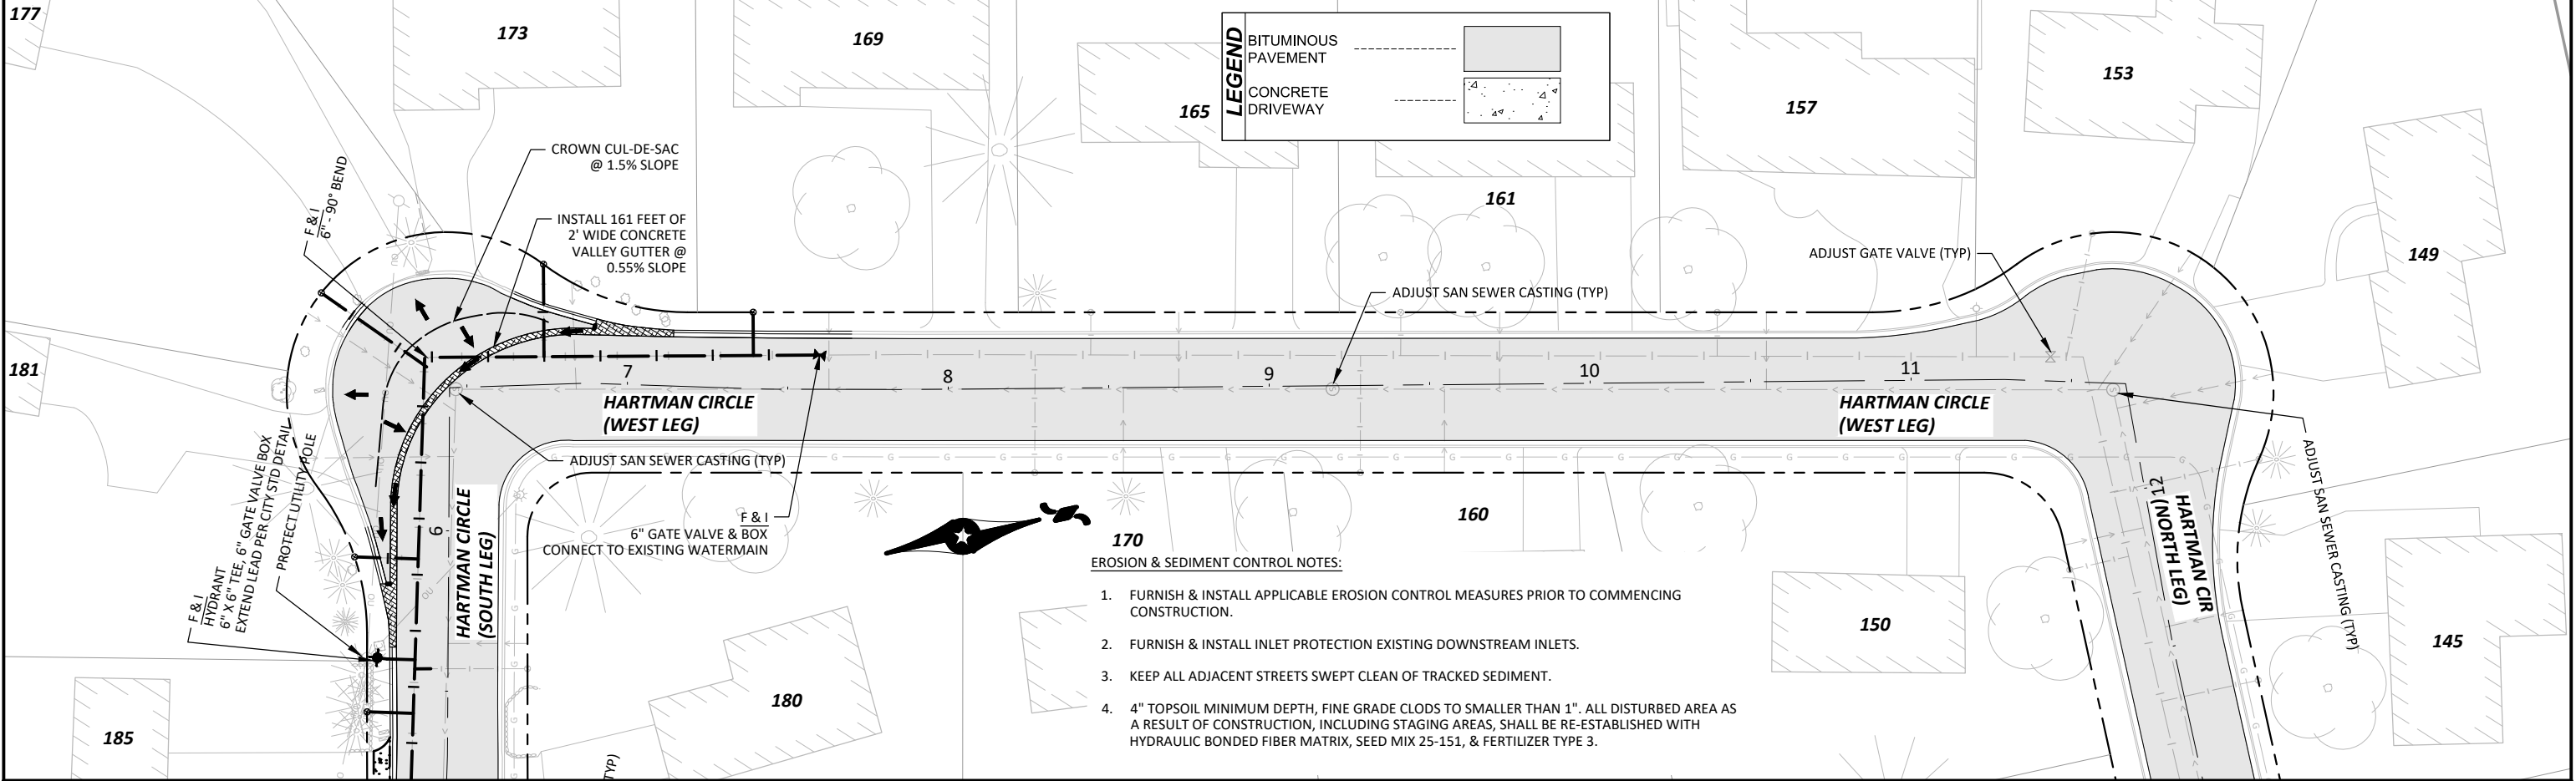 177
173
169
165
LEGEND
BITUMINOUS
PAVEMENT
CONCRETE
DRIVEWAY
157
153
149
161
CROWN CUL-DE-SAC
@ 1.5% SLOPE
F & I
6" - 90° BEND
INSTALL 161 FEET OF
2' WIDE CONCRETE
VALLEY GUTTER @
0.55% SLOPE
ADJUST GATE VALVE (TYP)
ADJUST SAN SEWER CASTING (TYP)
181
7
8
9
10
11
HARTMAN CIRCLE
(WEST LEG)
HARTMAN CIRCLE
(WEST LEG)
ADJUST SAN SEWER CASTING (TYP)
F & I
HYDRANT
6" X 6" TEE, 6" GATE VALVE BOX
EXTEND LEAD PER CITY STD DETAIL
PROTECT UTILITY POLE
6
HARTMAN CIRCLE
(SOUTH LEG)
F & I
6" GATE VALVE & BOX
CONNECT TO EXISTING WATERMAIN
170
160
12
HARTMAN CIR
(NORTH LEG)
ADJUST SAN SEWER CASTING (TYP)
EROSION & SEDIMENT CONTROL NOTES:
1. FURNISH & INSTALL APPLICABLE EROSION CONTROL MEASURES PRIOR TO COMMENCING
CONSTRUCTION.
2. FURNISH & INSTALL INLET PROTECTION EXISTING DOWNSTREAM INLETS.
3. KEEP ALL ADJACENT STREETS SWEPT CLEAN OF TRACKED SEDIMENT.
4. 4" TOPSOIL MINIMUM DEPTH, FINE GRADE CLODS TO SMALLER THAN 1". ALL DISTURBED AREA AS
A RESULT OF CONSTRUCTION, INCLUDING STAGING AREAS, SHALL BE RE-ESTABLISHED WITH
HYDRAULIC BONDED FIBER MATRIX, SEED MIX 25-151, & FERTILIZER TYPE 3.
150
145
180
185
TYP)